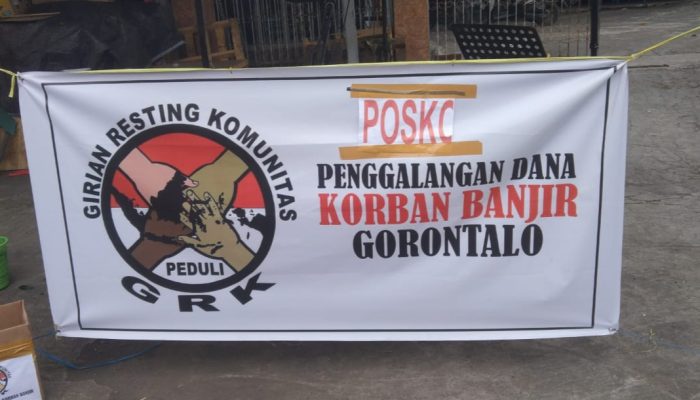 GIRIAN RESTING KOMUNITAS
PEDULI
GRK
POSKO
PENGGALANGAN DANA
KORBAN BANJIR
GORONTALO